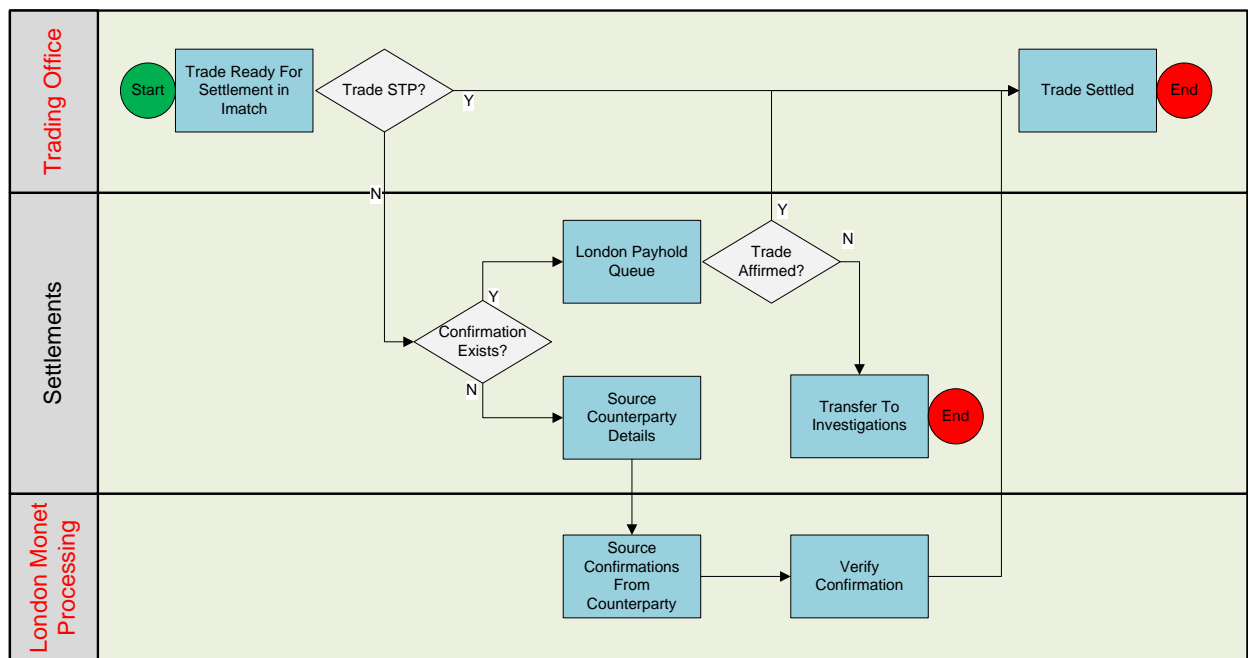 Trading Office
Start
Trade Ready For
Settlement in
Imatch
Trade STP?
Y
N
Trade Settled
End
Settlements
London Payhold
Queue
Y
Trade
Affirmed?
N
Y
Confirmation
Exists?
N
Source
Counterparty
Details
Transfer To
Investigations
End
London Monet
Processing
Source
Confirmations
From
Counterparty
Verify
Confirmation